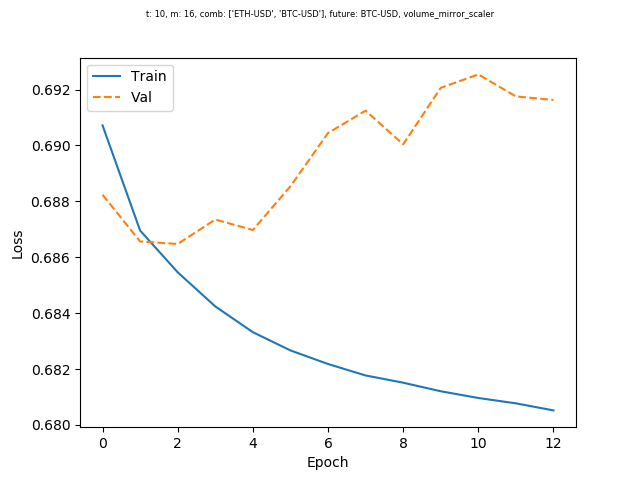 t: 10, m: 16, comb: ['ETH-USD', 'BTC-USD'], future: BTC-USD, volume_mirror_scaler
Train
Val
0.692
0.690
0.688
0.686
0.684
0.682
0.680
Loss
0 2 4 6 8 10 12
Epoch